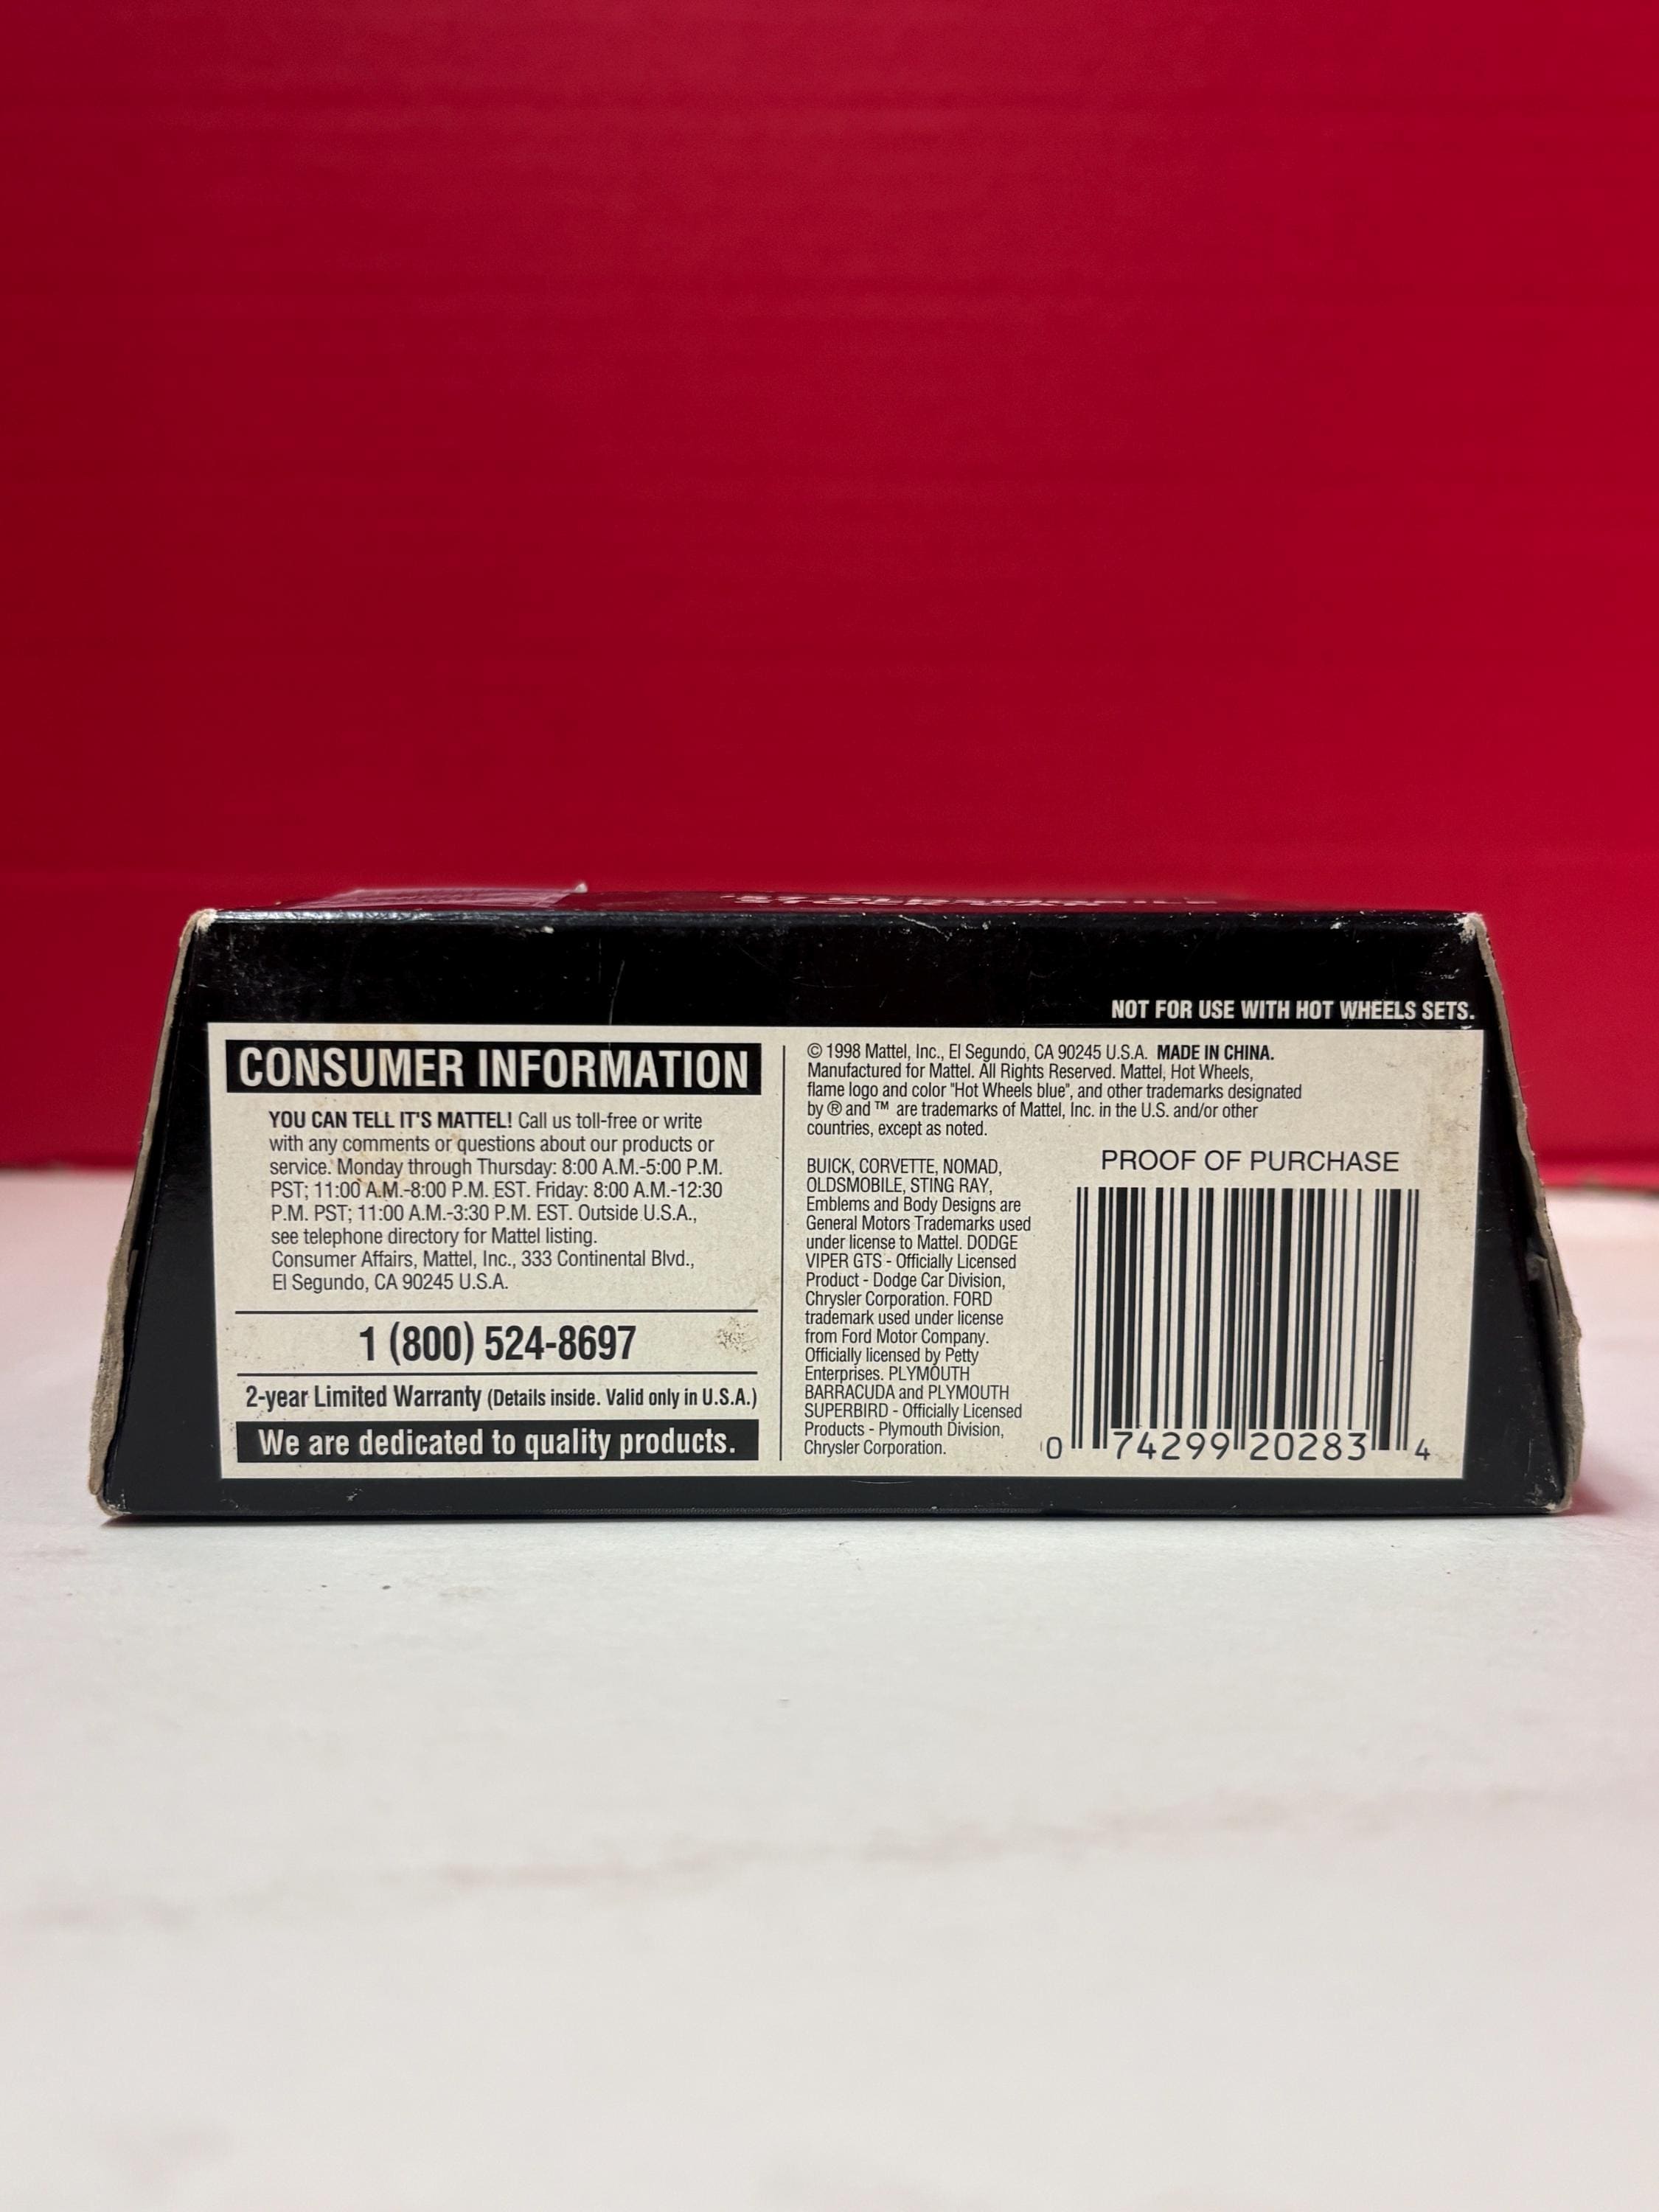 NOT FOR USE WITH HOT WHEELS SETS.
CONSUMER INFORMATION
YOU CAN TELL IT'S MATTEL! Call us toll-free or write
with any comments or questions about our products or
service. Monday through Thursday: 8:00 A.M.-5:00 P.M.
PST; 11:00 A.M.-8:00 P.M. EST. Friday: 8:00 A.M.-12:30
P.M. PST; 11:00 A.M.-3:30 P.M. EST. Outside U.S.A.,
see telephone directory for Mattel listing.
Consumer Affairs, Mattel, Inc., 333 Continental Blvd.,
El Segundo, CA 90245 U.S.A.
1 (800) 524-8697
2-year Limited Warranty (Details inside. Valid only in U.S.A.)
We are dedicated to quality products.
© 1998 Mattel, Inc., El Segundo, CA 90245 U.S.A. MADE IN CHINA.
Manufactured for Mattel. All Rights Reserved. Mattel, Hot Wheels,
flame logo and color "Hot Wheels blue", and other trademarks designated
by ® and ™ are trademarks of Mattel, Inc. in the U.S. and/or other
countries, except as noted.
BUICK, CORVETTE, NOMAD,
OLDSMOBILE, STING RAY,
Emblems and Body Designs are
General Motors Trademarks used
under license to Mattel. DODGE
VIPER GTS - Officially Licensed
Product - Dodge Car Division,
Chrysler Corporation. FORD
trademark used under license
from Ford Motor Company.
Officially licensed by Petty
Enterprises. PLYMOUTH
BARRACUDA and PLYMOUTH
SUPERBIRD - Officially Licensed
Products - Plymouth Division,
Chrysler Corporation.
PROOF OF PURCHASE
0 74299 20283 4